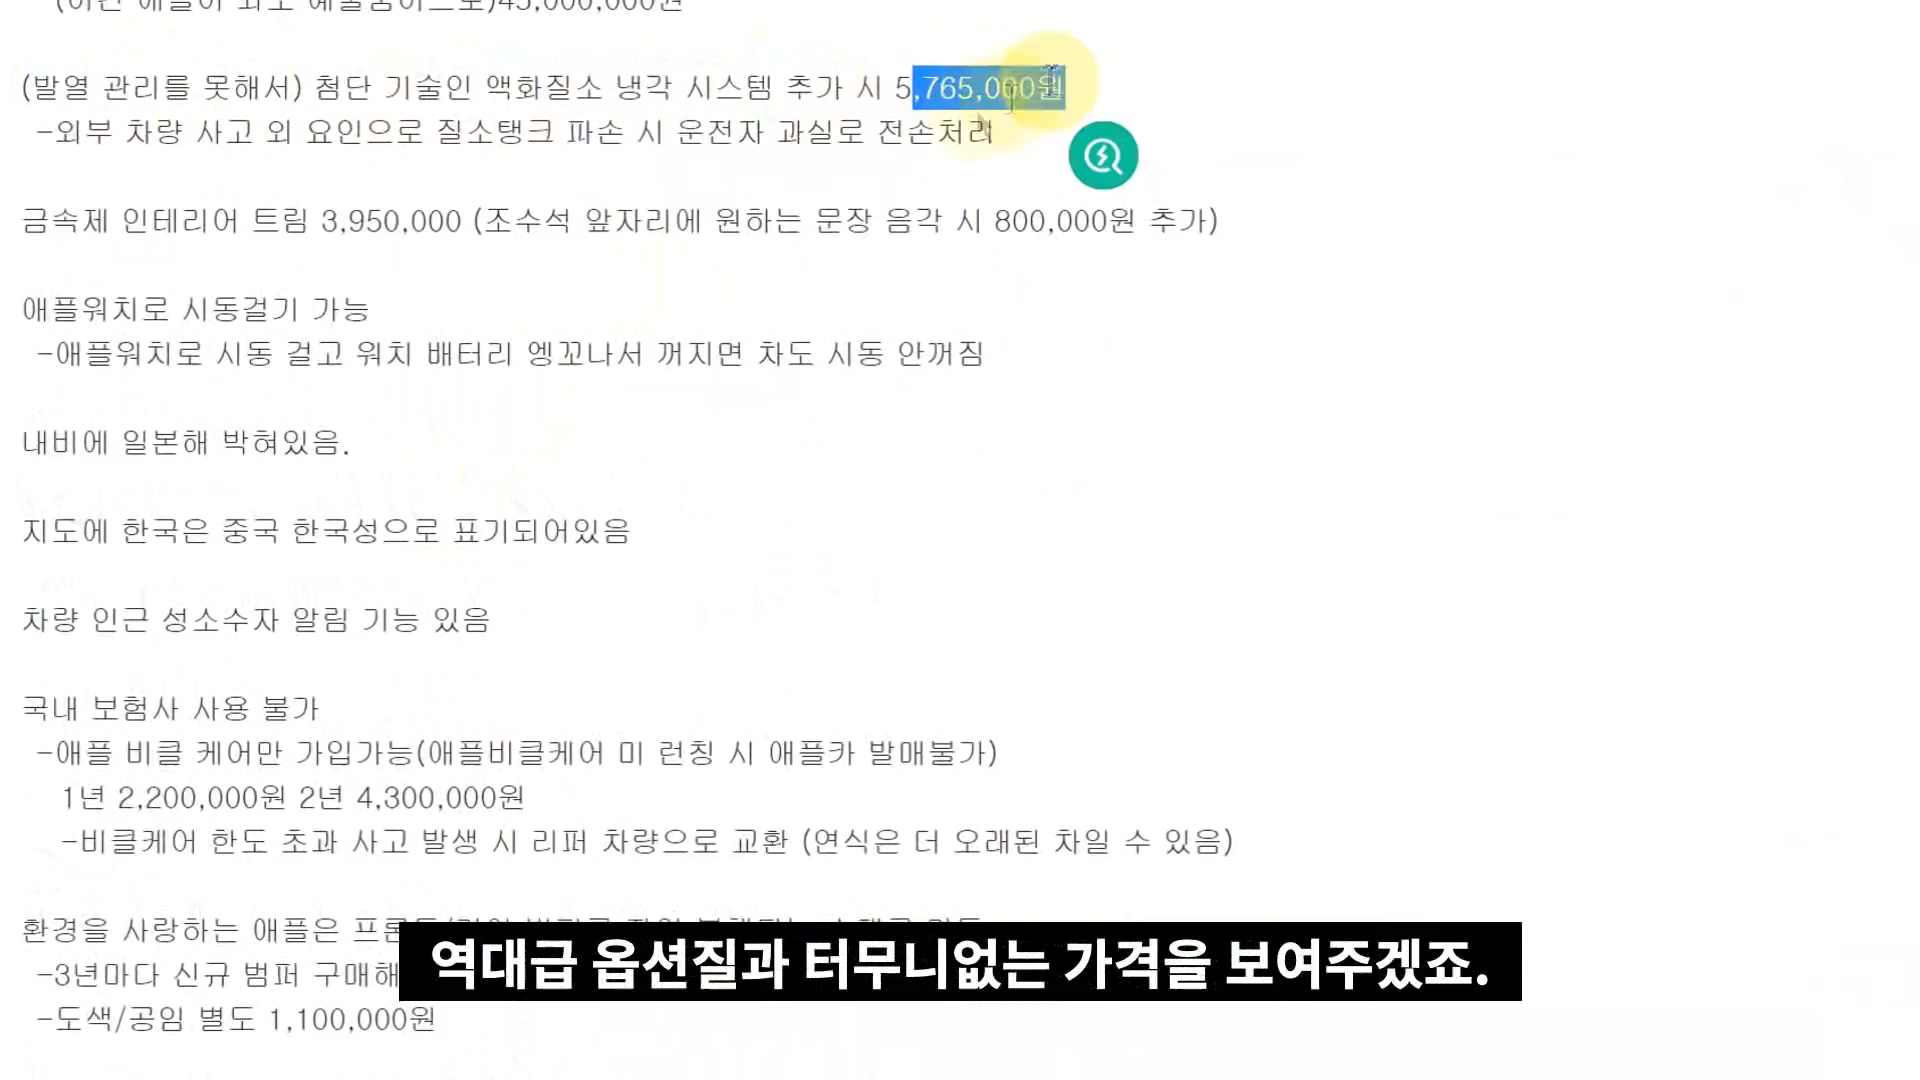 45,000,000원
(발열 관리를 못해서) 첨단 기술인 액화질소 냉각 시스템 추가 시 5,765,000원
-외부 차량 사고 외 요인으로 질소탱크 파손 시 운전자 과실로 전손처리
금속제 인테리어 트림 3,950,000 (조수석 앞자리에 원하는 문장 음각 시 800,000원 추가)
애플워치로 시동걸기 가능
-애플워치로 시동 걸고 워치 배터리 엥꼬나서 꺼지면 차도 시동 안꺼짐
내비에 일본해 박혀있음.
지도에 한국은 중국 한국성으로 표기되어있음
차량 인근 성소수자 알림 기능 있음
국내 보험사 사용 불가
-애플 비클 케어만 가입가능(애플비클케어 미 런칭 시 애플카 발매불가)
1년 2,200,000원 2년 4,300,000원
-비클케어 한도 초과 사고 발생 시 리퍼 차량으로 교환 (연식은 더 오래된 차일 수 있음)
환경을 사랑하는 애플은
-3년마다 신규 범퍼 구매해
-도색/공임 별도 1,100,000원
역대급 옵션질과 터무니없는 가격을 보여주겠죠.